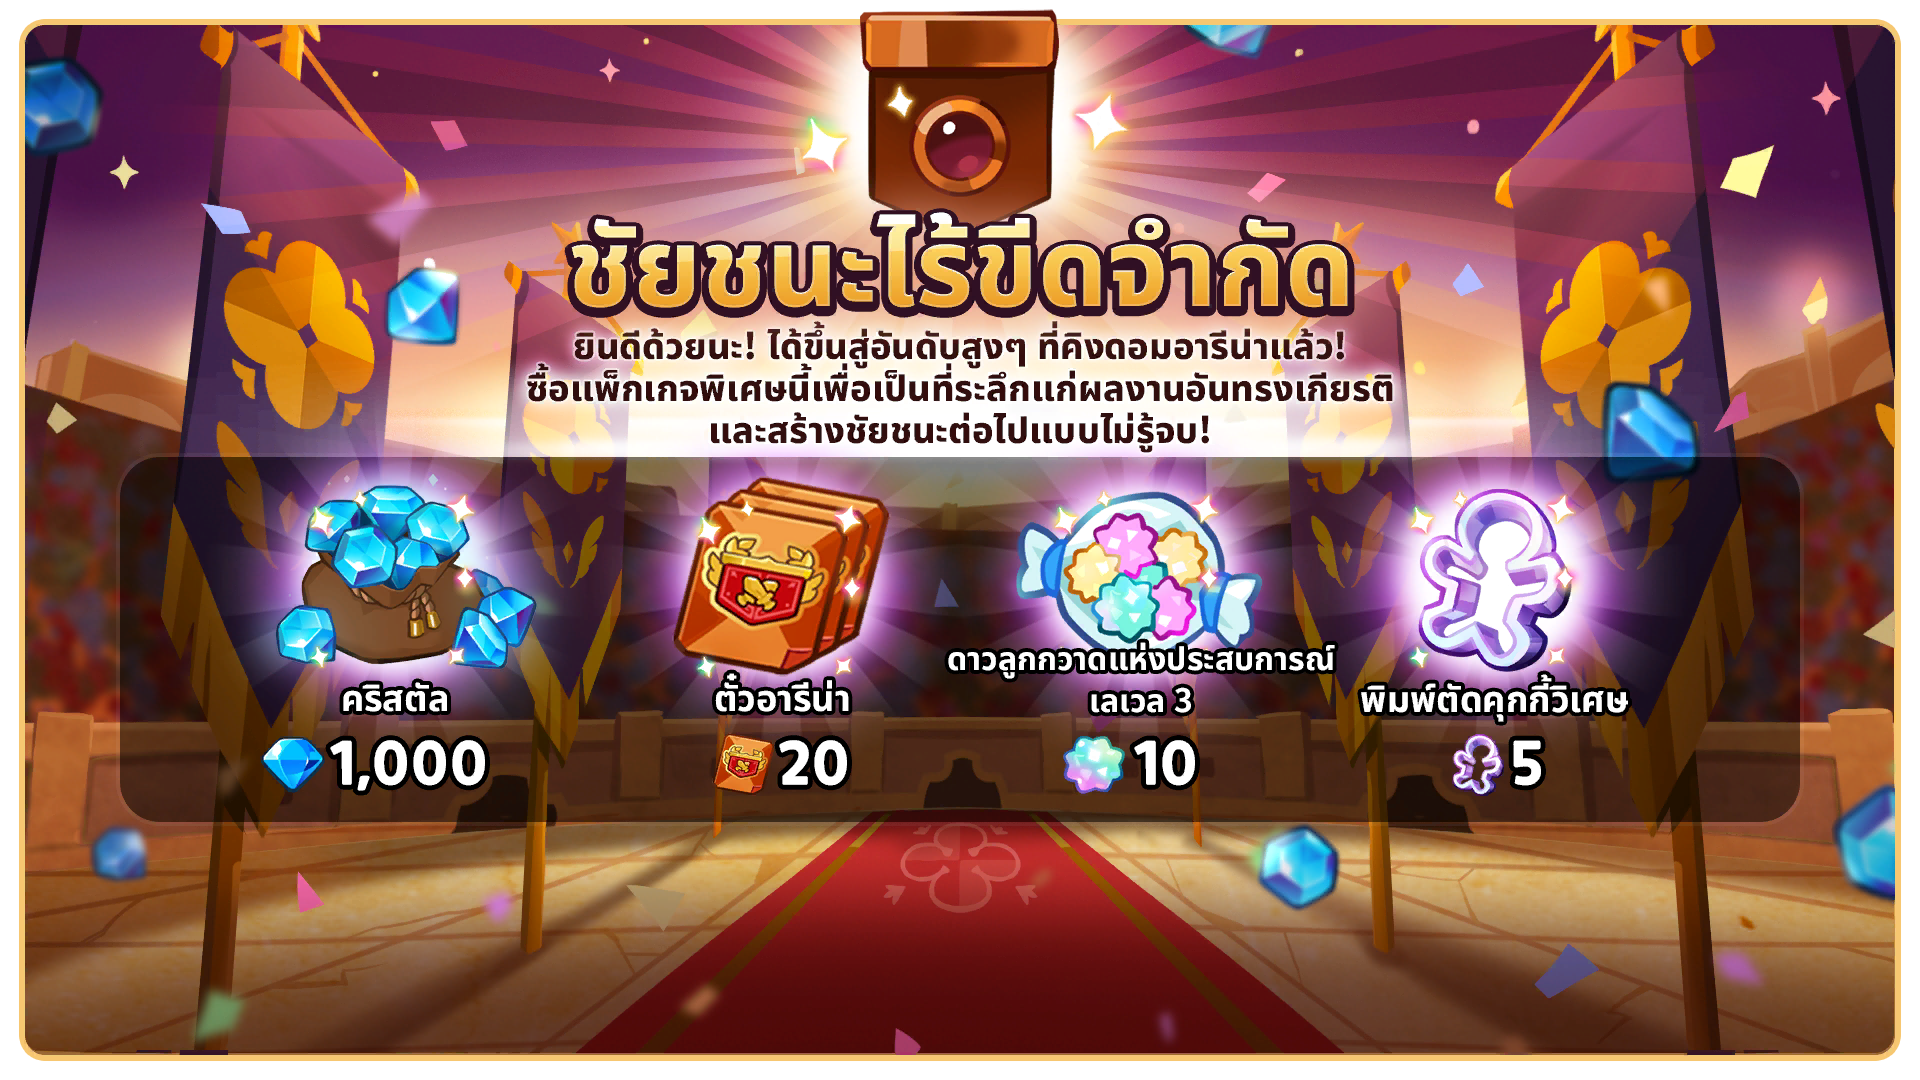 ชัยชนะไร้ขีดจำกัด
ยินดีด้วยนะ! ได้ขึ้นสู่อันดับสูงๆ ที่คิงดอมอารีน่าแล้ว!
ซื้อแพ็กเกจพิเศษนี้เพื่อเป็นที่ระลึกแก่ผลงานอันทรงเกียรติ
และสร้างชัยชนะต่อไปแบบไม่รู้จบ!
คริสตัล
1,000
ตั๋วอารีน่า
20
ดาวลูกกวาดแห่งประสบการณ์
เลเวล 3
10
พิมพ์ตัดคุกกี้วิเศษ
5